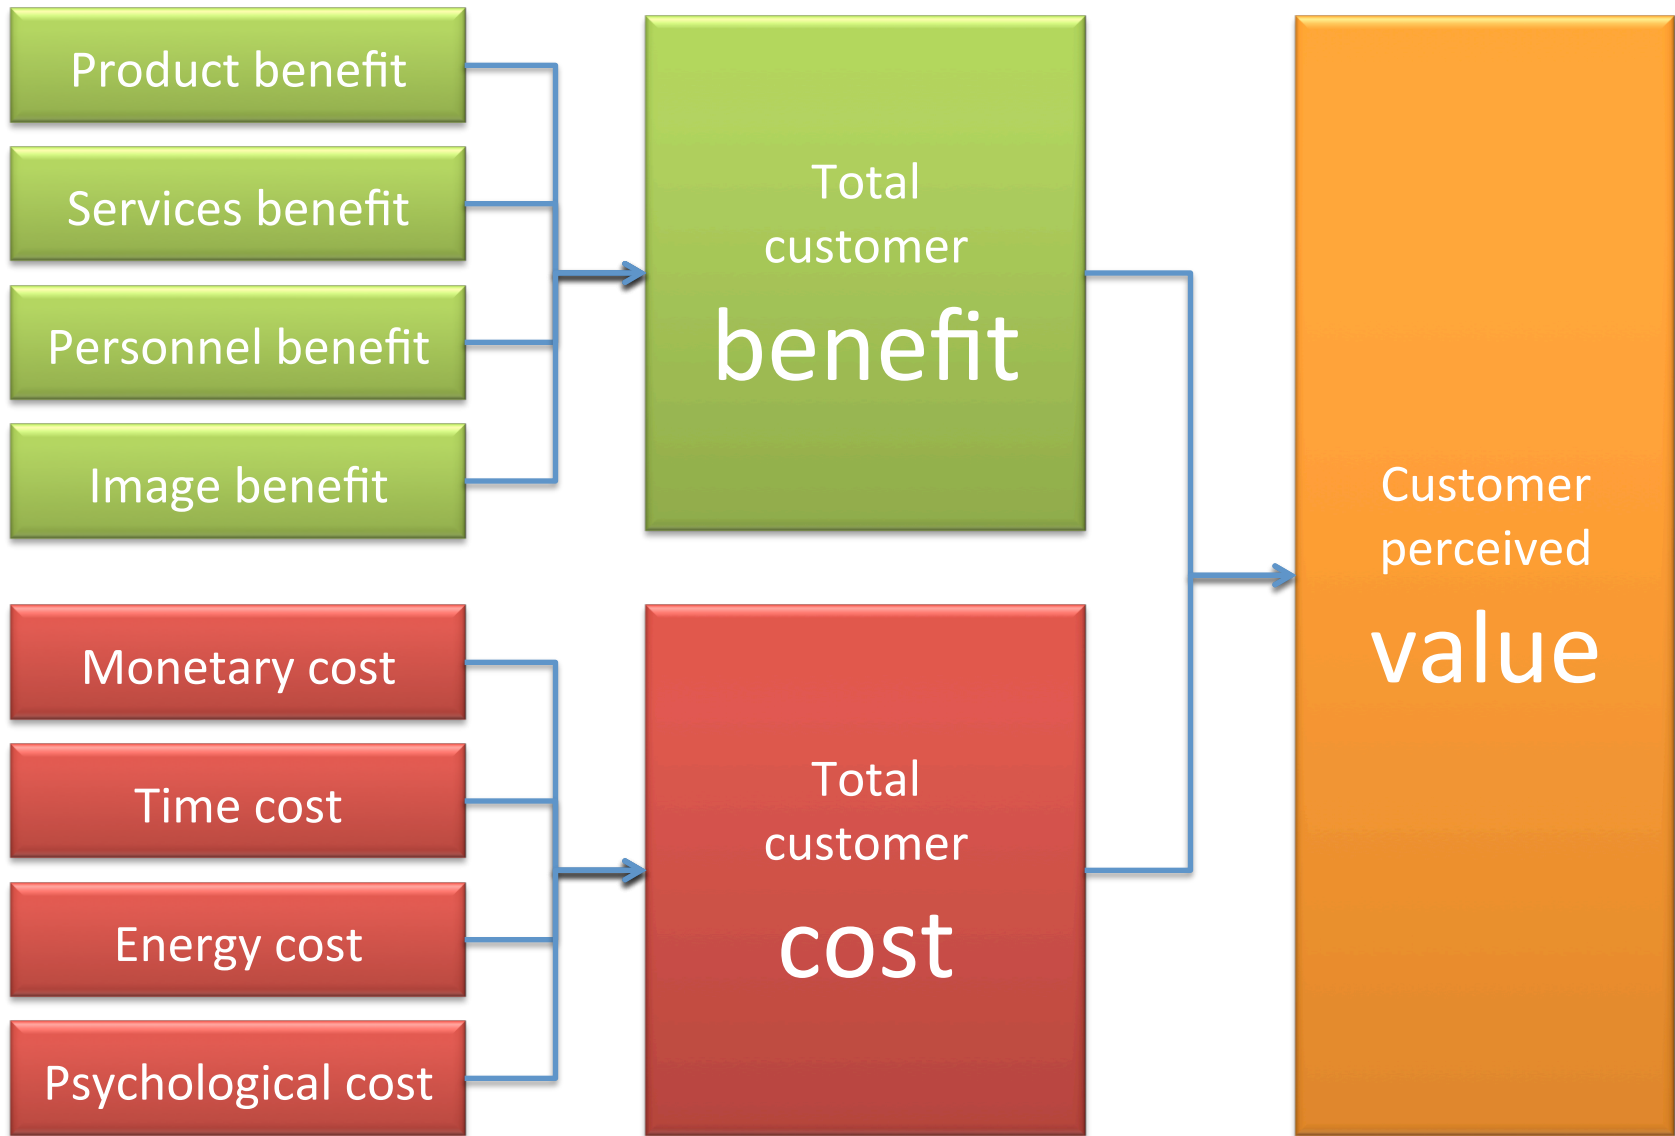 Product benefit
Services benefit
Personnel benefit
Image benefit
Total
customer
benefit
Monetary cost
Time cost
Energy cost
Psychological cost
Total
customer
cost
Customer
perceived
value